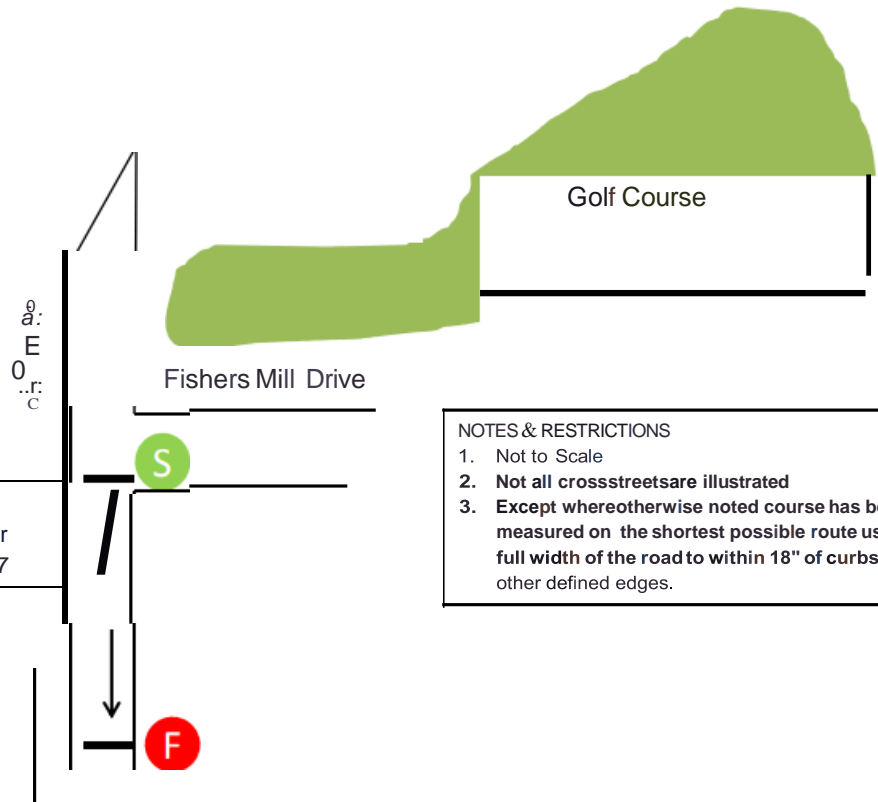 Golf Course
Fishers Mill Drive
S
NOTES & RESTRICTIONS
1. Not to Scale
2. Not all crossstreetsare illustrated
3. Except whereotherwise noted course has be
measured on the shortest possible route us
full width of the road to within 18" of curbs
other defined edges.
r
7
F